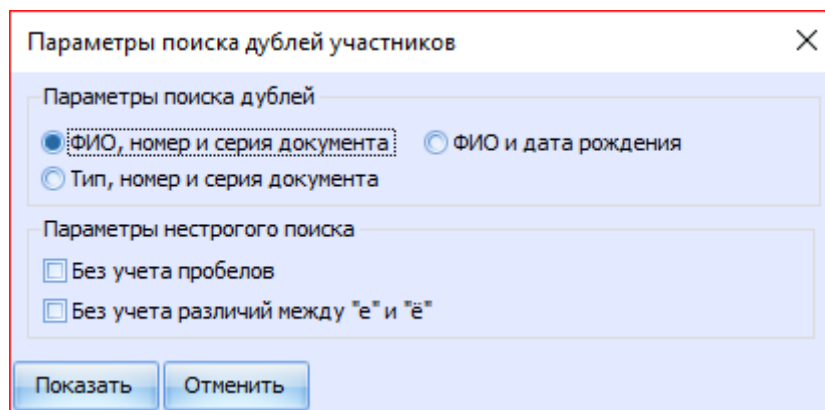 Параметры поиска дублей участников
Параметры поиска дублей
ФИО, номер и серия документа
ФИО и дата рождения
Тип, номер и серия документа
Параметры нестрогого поиска
Без учета пробелов
Без учета различий между "е" и "ё"
Показать
Отменить